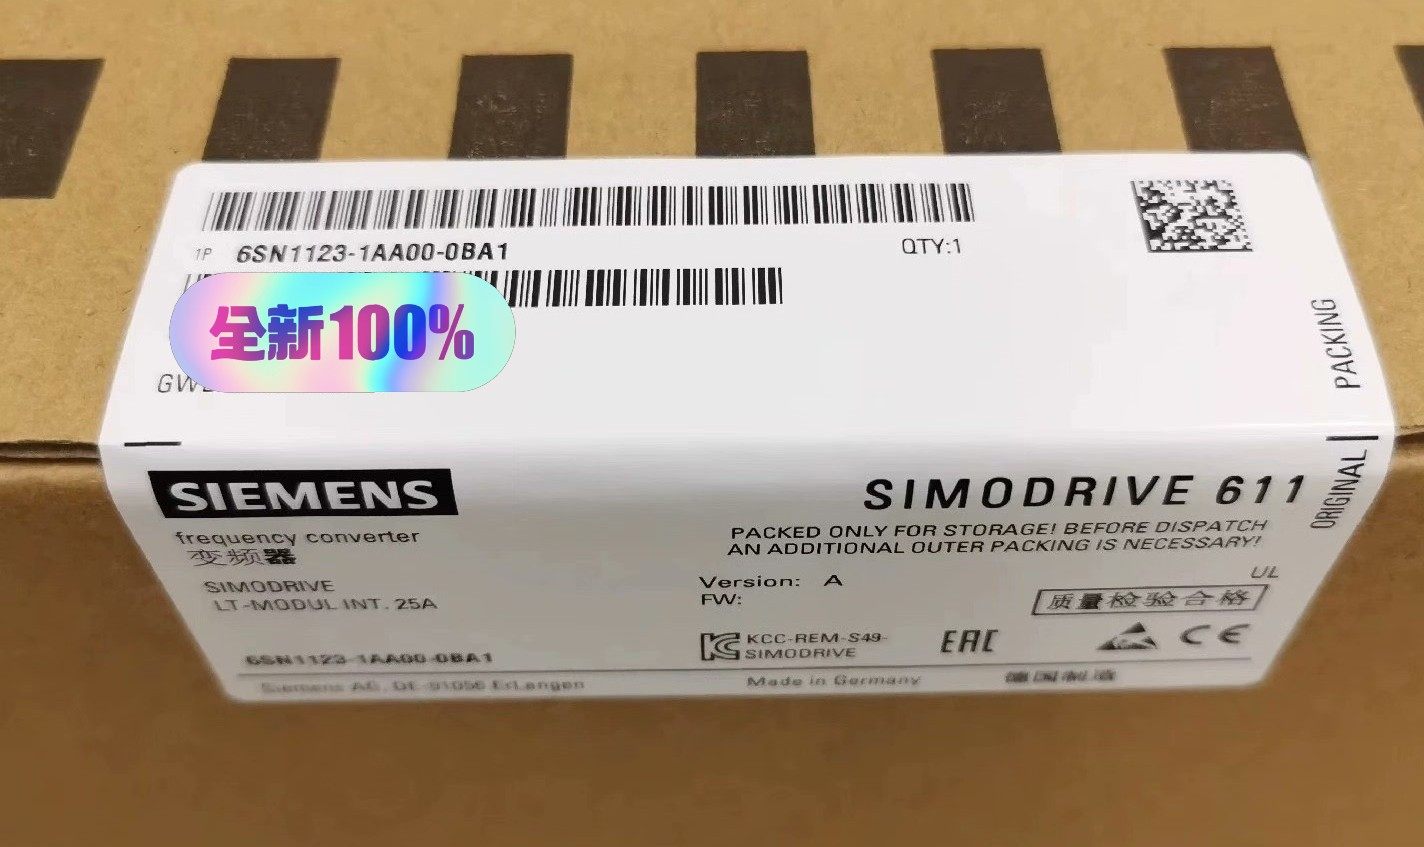 1P 6SN1123-1AA00-0BA1
QTY:1
全新100%
PACKING
ORIGINAL
SIEMENS
SIMODRIVE 611
frequency converter
变频器
PACKED ONLY FOR STORAGE! BEFORE DISPATCH
AN ADDITIONAL OUTER PACKING IS NECESSARY!
SIMODRIVE
LT-MODUL INT. 25A
Version: A
FW:
UL
质量检验合格
KCC-REM-S49-
SIMODRIVE
EAC
CE
6SN1123-1AA00-0BA1
Siemens AG, DE-91056 Erlangen
Made in Germany
德国制造